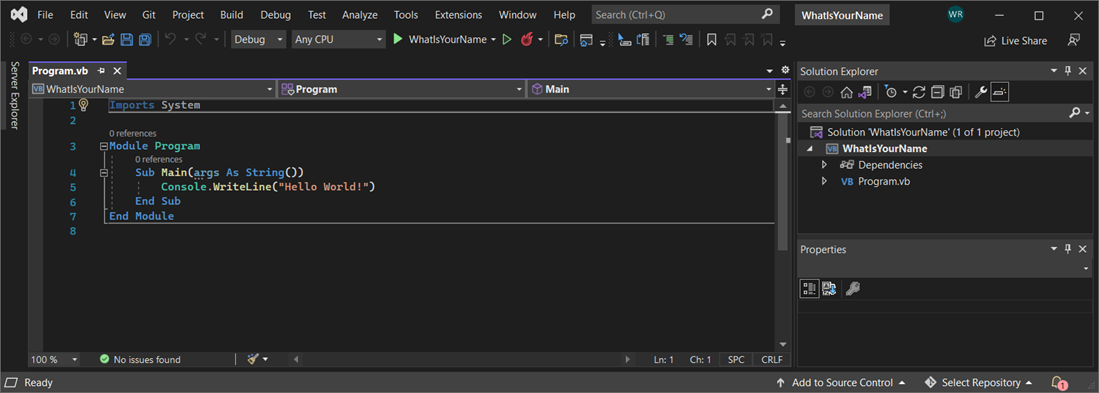 File Edit View Git Project Build Debug Test Analyze Tools Extensions Window Help Search (Ctrl+Q) WhatIsYourName WR
Debug Any CPU WhatIsYourName Live Share
Server Explorer
Program.vb
WhatIsYourName Program Main
1 Imports System
2
0 references
3 Module Program
0 references
4 Sub Main(args As String())
5 Console.WriteLine("Hello World!")
6 End Sub
7 End Module
8
100 % No issues found Ln: 1 Ch: 1 SPC CRLF
Solution Explorer
Search Solution Explorer (Ctrl+;)
Solution 'WhatIsYourName' (1 of 1 project)
VB WhatIsYourName
Dependencies
VB Program.vb
Properties
Ready Add to Source Control Select Repository 1